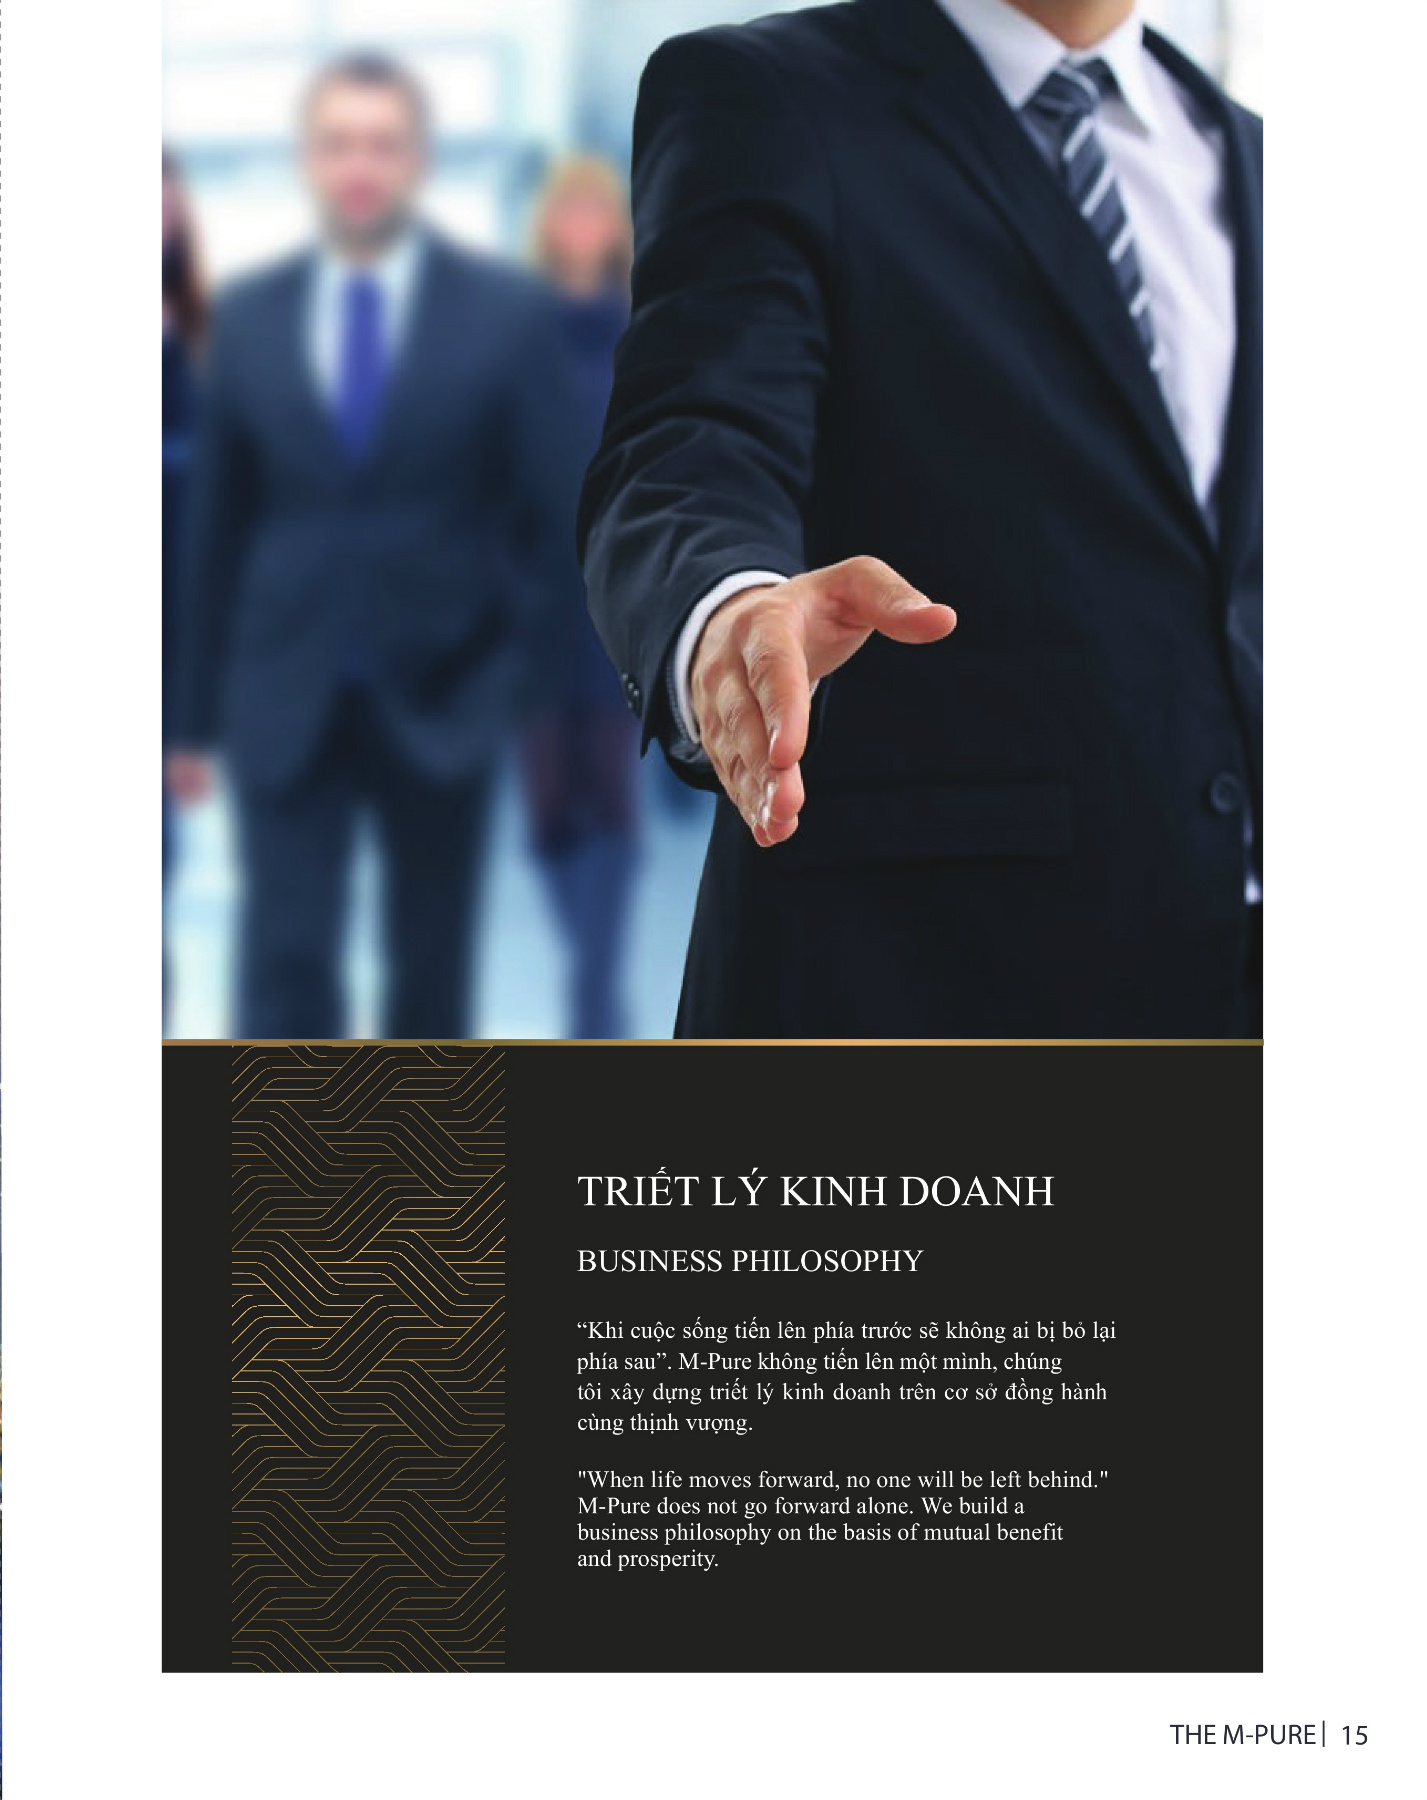 TRIẾT LÝ KINH DOANH
BUSINESS PHILOSOPHY
“Khi cuộc sống tiến lên phía trước sẽ không ai bị bỏ lại
phía sau”. M-Pure không tiến lên một mình, chúng
tôi xây dựng triết lý kinh doanh trên cơ sở đồng hành
cùng thịnh vượng.
"When life moves forward, no one will be left behind."
M-Pure does not go forward alone. We build a
business philosophy on the basis of mutual benefit
and prosperity.
THE M-PURE| 15